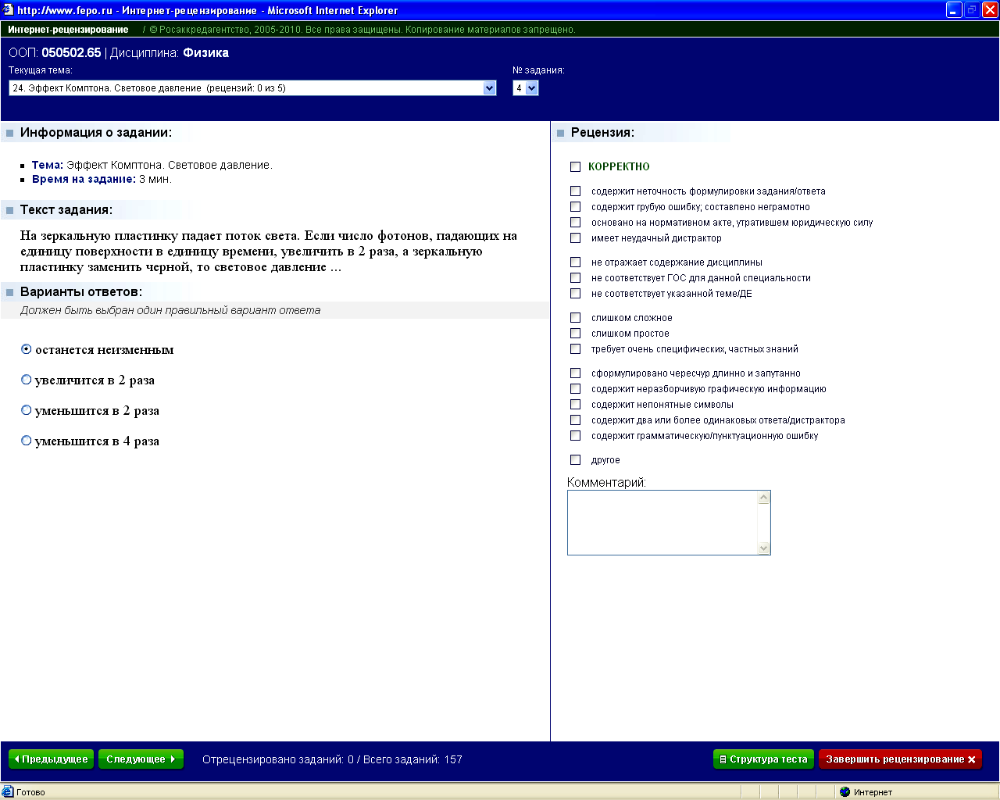 http://www.fepo.ru - Интернет-рецензирование - Microsoft Internet Explorer
Интернет-рецензирование / © Росаккредагентство, 2005-2010. Все права защищены. Копирование материалов запрещено.
ООП: 050502.65 | Дисциплина: Физика
Текущая тема: № задания:
24. Эффект Комптона. Световое давление (рецензий: 0 из 5) 4
Информация о задании:
Тема: Эффект Комптона. Световое давление.
Время на задание: 3 мин.
Текст задания:
На зеркальную пластинку падает поток света. Если число фотонов, падающих на
единицу поверхности в единицу времени, увеличить в 2 раза, а зеркальную
пластинку заменить черной, то световое давление ...
Варианты ответов:
Должен быть выбран один правильный вариант ответа
останется неизменным
увеличится в 2 раза
уменьшится в 2 раза
уменьшится в 4 раза
Рецензия:
КОРРЕКТНО
содержит неточность формулировки задания/ответа
содержит грубую ошибку; составлено неграмотно
основано на нормативном акте, утратившем юридическую силу
имеет неудачный дистрактор
не отражает содержание дисциплины
не соответствует ГОС для данной специальности
не соответствует указанной теме/ДЕ
слишком сложное
слишком простое
требует очень специфических, частных знаний
сформулировано чересчур длинно и запутанно
содержит неразборчивую графическую информацию
содержит непонятные символы
содержит два или более одинаковых ответа/дистрактора
содержит грамматическую/пунктуационную ошибку
другое
Комментарий:
Предыдущее Следующее Отрецензировано заданий: 0 / Всего заданий: 157 Структура теста Завершить рецензирование
Готово Интернет